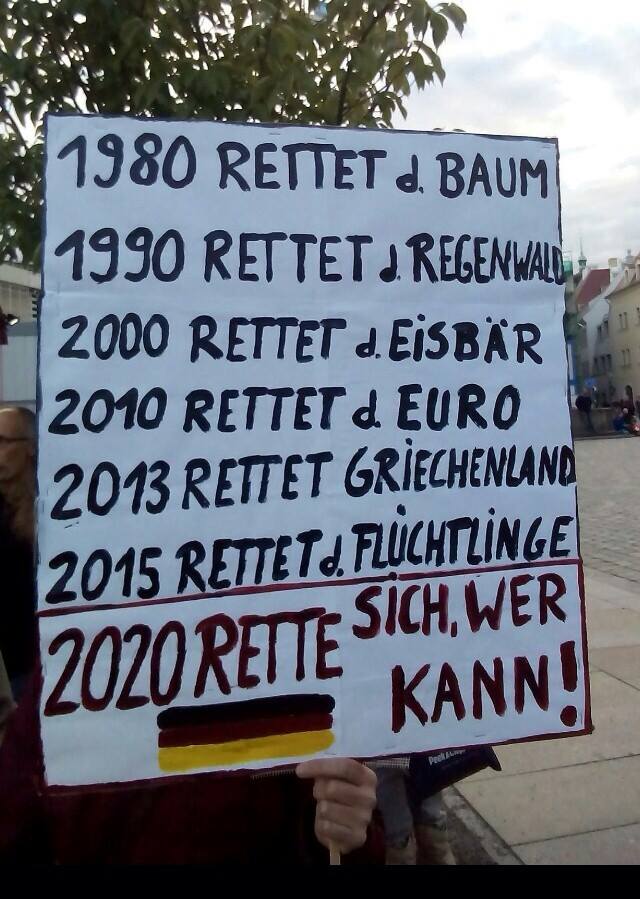 1980 RETTET d. BAUM
1990 RETTET d. REGENWALD
2000 RETTET d. EiSBÄR
2010 RETTET d. EURO
2013 RETTET GRiECHENLAND
2015 RETTET d. FLÜCHTLiNGE
2020 RETTE SiCH, WER
KANN!